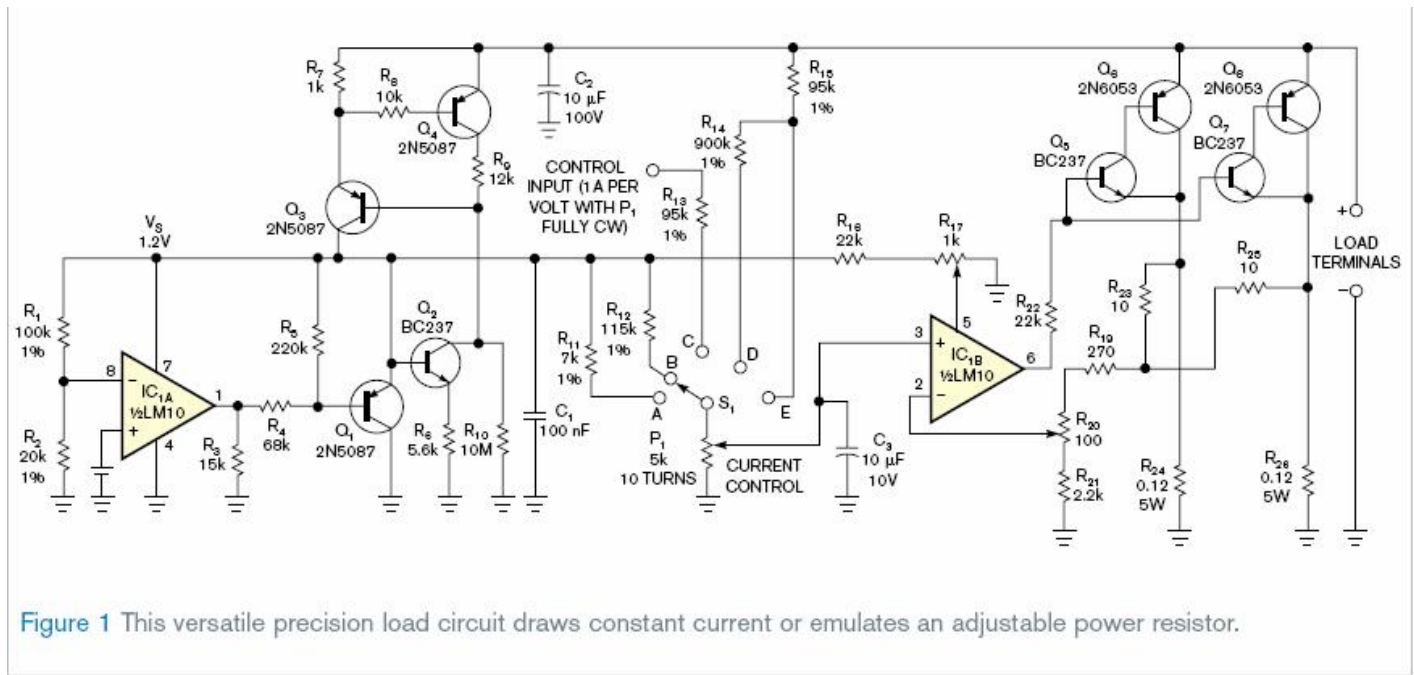 R7
1k
R8
10k
Q4
2N5087
C2
10 µF
100V
R9
12k
Q3
2N5087
VS
1.2V
R1
100k
1%
R2
20k
1%
8
7
IC1A
½LM10
1
4
R3
15k
R4
68k
R5
220k
Q1
2N5087
Q2
BC237
R6
5.6k
R10
10M
C1
100 nF
CONTROL
INPUT (1A PER
VOLT WITH P1
FULLY CW)
R11
7k
1%
R12
115k
1%
R13
95k
1%
R14
900k
1%
R15
95k
1%
A
B
C
D
E
S1
P1
5k
10 TURNS
CURRENT
CONTROL
C3
10 µF
10V
R16
22k
R17
1k
3
5
2
6
IC1B
½LM10
R22
22k
R19
270
R20
100
R21
2.2k
Q5
BC237
Q6
2N6053
Q7
BC237
Q8
2N6053
R23
10
R25
10
R24
0.12
5W
R26
0.12
5W
+
LOAD
TERMINALS
−
Figure 1 This versatile precision load circuit draws constant current or emulates an adjustable power resistor.